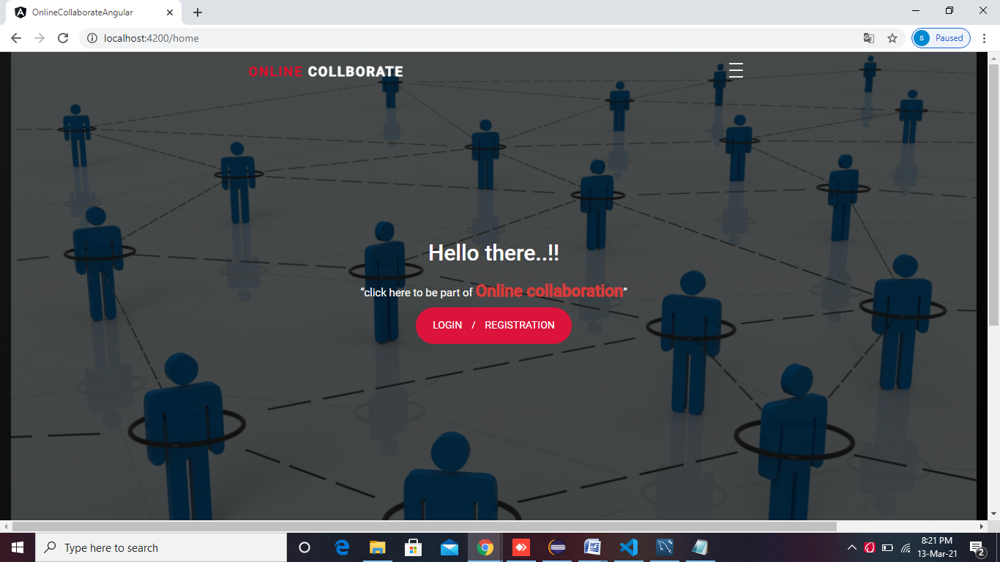 OnlineCollaborateAngular
localhost:4200/home
s Paused
ONLINE COLLBORATE
Hello there..!!
“click here to be part of Online collaboration”
LOGIN / REGISTRATION
Type here to search
8:21 PM
13-Mar-21
2